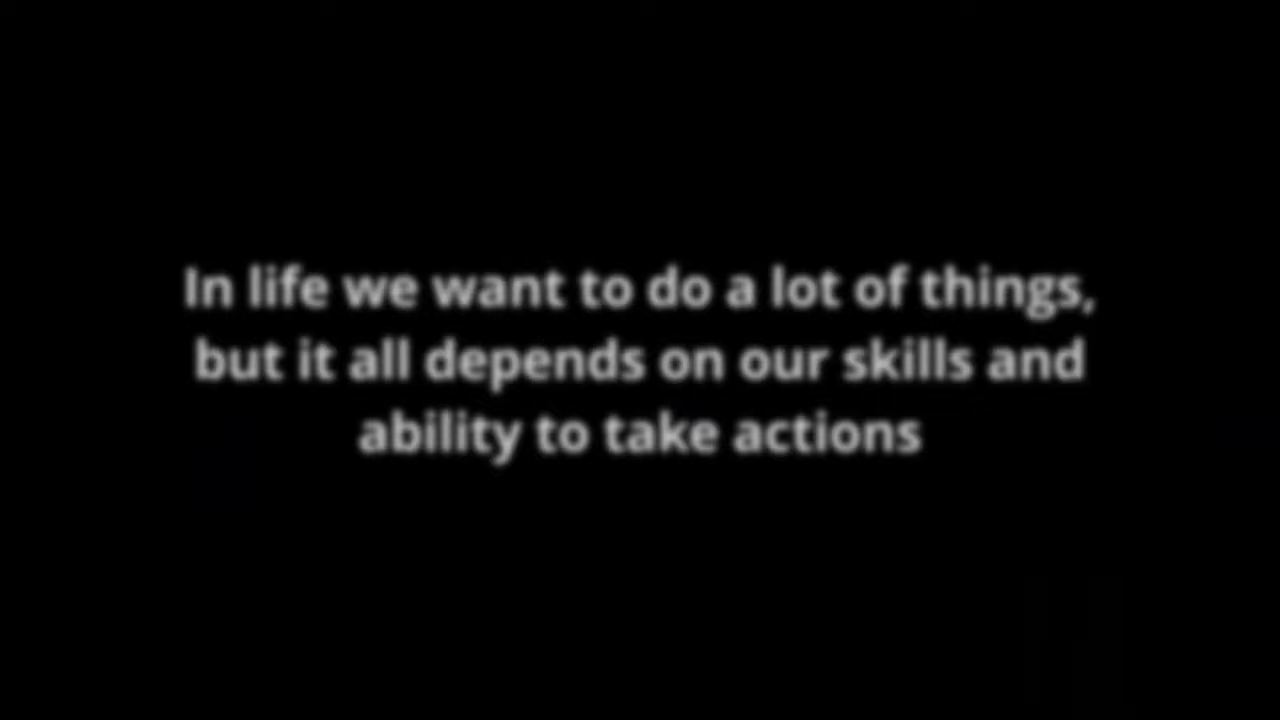 In life we want to do a lot of things,
but it all depends on our skills and
ability to take actions